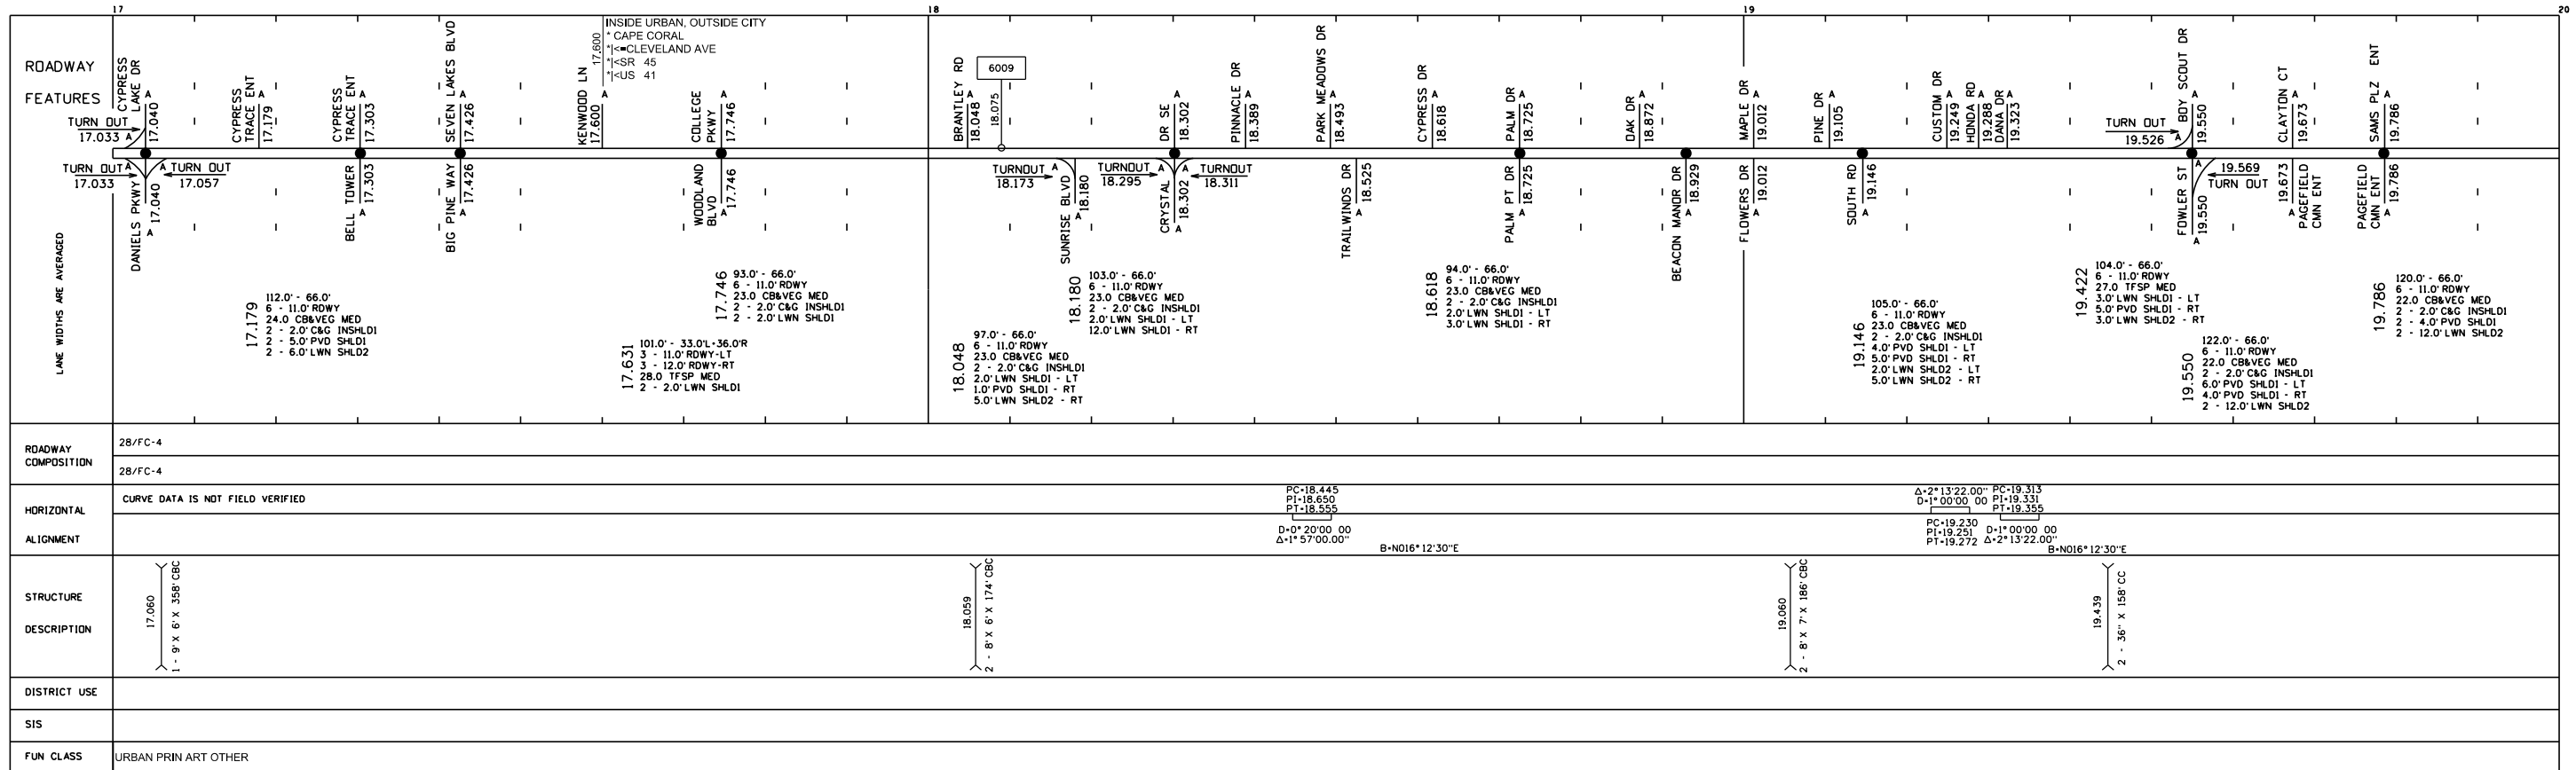 17
18
19
20
ROADWAY
FEATURES
CYPRESS
LAKE DR
17.040
TURN OUT
17.033
A
CYPRESS
TRACE ENT
17.179
A
CYPRESS
TRACE ENT
17.303
A
SEVEN LAKES BLVD
17.426
A
KENWOOD LN
17.600
A
17.600
INSIDE URBAN, OUTSIDE CITY
* CAPE CORAL
*|<=CLEVELAND AVE
*|<SR 45
*|<US 41
COLLEGE
PKWY
17.746
A
BRANTLEY RD
18.048
A
6009
18.075
DR SE
18.302
A
PINNACLE DR
18.389
A
PARK MEADOWS DR
18.493
A
CYPRESS DR
18.618
A
PALM DR
18.725
A
OAK DR
18.872
A
MAPLE DR
19.012
A
PINE DR
19.105
A
CUSTOM DR
19.249
A
HONDA RD
19.288
A
DANA DR
19.323
A
TURN OUT
19.526
A
BOY SCOUT DR
19.550
A
CLAYTON CT
19.673
A
SAMS PLZ ENT
19.786
A
TURN OUT
17.033
A
A
TURN OUT
17.057
DANIELS PKWY
17.040
A
BELL TOWER
17.303
A
BIG PINE WAY
17.426
A
WOODLAND
BLVD
17.746
A
TURNOUT
18.173
A
SUNRISE BLVD
18.180
A
TURNOUT
18.295
A
CRYSTAL
18.302
A
A
TURNOUT
18.311
TRAILWINDS DR
18.525
A
PALM PT DR
18.725
A
BEACON MANOR DR
18.929
A
FLOWERS DR
19.012
A
SOUTH RD
19.146
A
FOWLER ST
19.550
A
A
19.569
TURN OUT
19.673
PAGEFIELD
CMN ENT
A
PAGEFIELD
CMN ENT
19.786
A
LANE WIDTHS ARE AVERAGED
17.179
112.0' - 66.0'
6 - 11.0' RDWY
24.0 CB&VEG MED
2 - 2.0' C&G INSHLD1
2 - 5.0' PVD SHLD1
2 - 6.0' LWN SHLD2
17.631
101.0' - 33.0'L-36.0'R
3 - 11.0' RDWY-LT
3 - 12.0' RDWY-RT
28.0 TFSP MED
2 - 2.0' LWN SHLD1
17.746
93.0' - 66.0'
6 - 11.0' RDWY
23.0 CB&VEG MED
2 - 2.0' C&G INSHLD1
2 - 2.0' LWN SHLD1
18.048
97.0' - 66.0'
6 - 11.0' RDWY
23.0 CB&VEG MED
2 - 2.0' C&G INSHLD1
2.0' LWN SHLD1 - LT
1.0' PVD SHLD1 - RT
5.0' LWN SHLD2 - RT
18.180
103.0' - 66.0'
6 - 11.0' RDWY
23.0 CB&VEG MED
2 - 2.0' C&G INSHLD1
2.0' LWN SHLD1 - LT
12.0' LWN SHLD1 - RT
18.618
94.0' - 66.0'
6 - 11.0' RDWY
23.0 CB&VEG MED
2 - 2.0' C&G INSHLD1
2.0' LWN SHLD1 - LT
3.0' LWN SHLD1 - RT
19.146
105.0' - 66.0'
6 - 11.0' RDWY
23.0 CB&VEG MED
2 - 2.0' C&G INSHLD1
4.0' PVD SHLD1 - LT
5.0' PVD SHLD1 - RT
2.0' LWN SHLD2 - LT
5.0' LWN SHLD2 - RT
19.422
104.0' - 66.0'
6 - 11.0' RDWY
27.0 TFSP MED
3.0' LWN SHLD1 - LT
5.0' PVD SHLD1 - RT
3.0' LWN SHLD2 - RT
19.550
122.0' - 66.0'
6 - 11.0' RDWY
22.0 CB&VEG MED
2 - 2.0' C&G INSHLD1
6.0' PVD SHLD1 - LT
4.0' PVD SHLD1 - RT
2 - 12.0' LWN SHLD2
19.786
120.0' - 66.0'
6 - 11.0' RDWY
22.0 CB&VEG MED
2 - 2.0' C&G INSHLD1
2 - 4.0' PVD SHLD1
2 - 12.0' LWN SHLD2
ROADWAY
COMPOSITION
28/FC-4
28/FC-4
HORIZONTAL
ALIGNMENT
CURVE DATA IS NOT FIELD VERIFIED
PC=18.445
PI=18.650
PT=18.555
D=0° 20'00 00
Δ=1° 57'00.00"
B=N016° 12'30"E
Δ=2° 13'22.00"
D=1° 00'00 00
PC=19.230
PI=19.251
PT=19.272
PC=19.313
PI=19.331
PT=19.355
D=1° 00'00 00
Δ=2° 13'22.00"
B=N016° 12'30"E
STRUCTURE
DESCRIPTION
17.060
1 - 9' X 6' X 358' CBC
18.059
2 - 8' X 6' X 174' CBC
19.060
2 - 8' X 7' X 186' CBC
19.439
2 - 36" X 158' CC
DISTRICT USE
SIS
FUN CLASS
URBAN PRIN ART OTHER